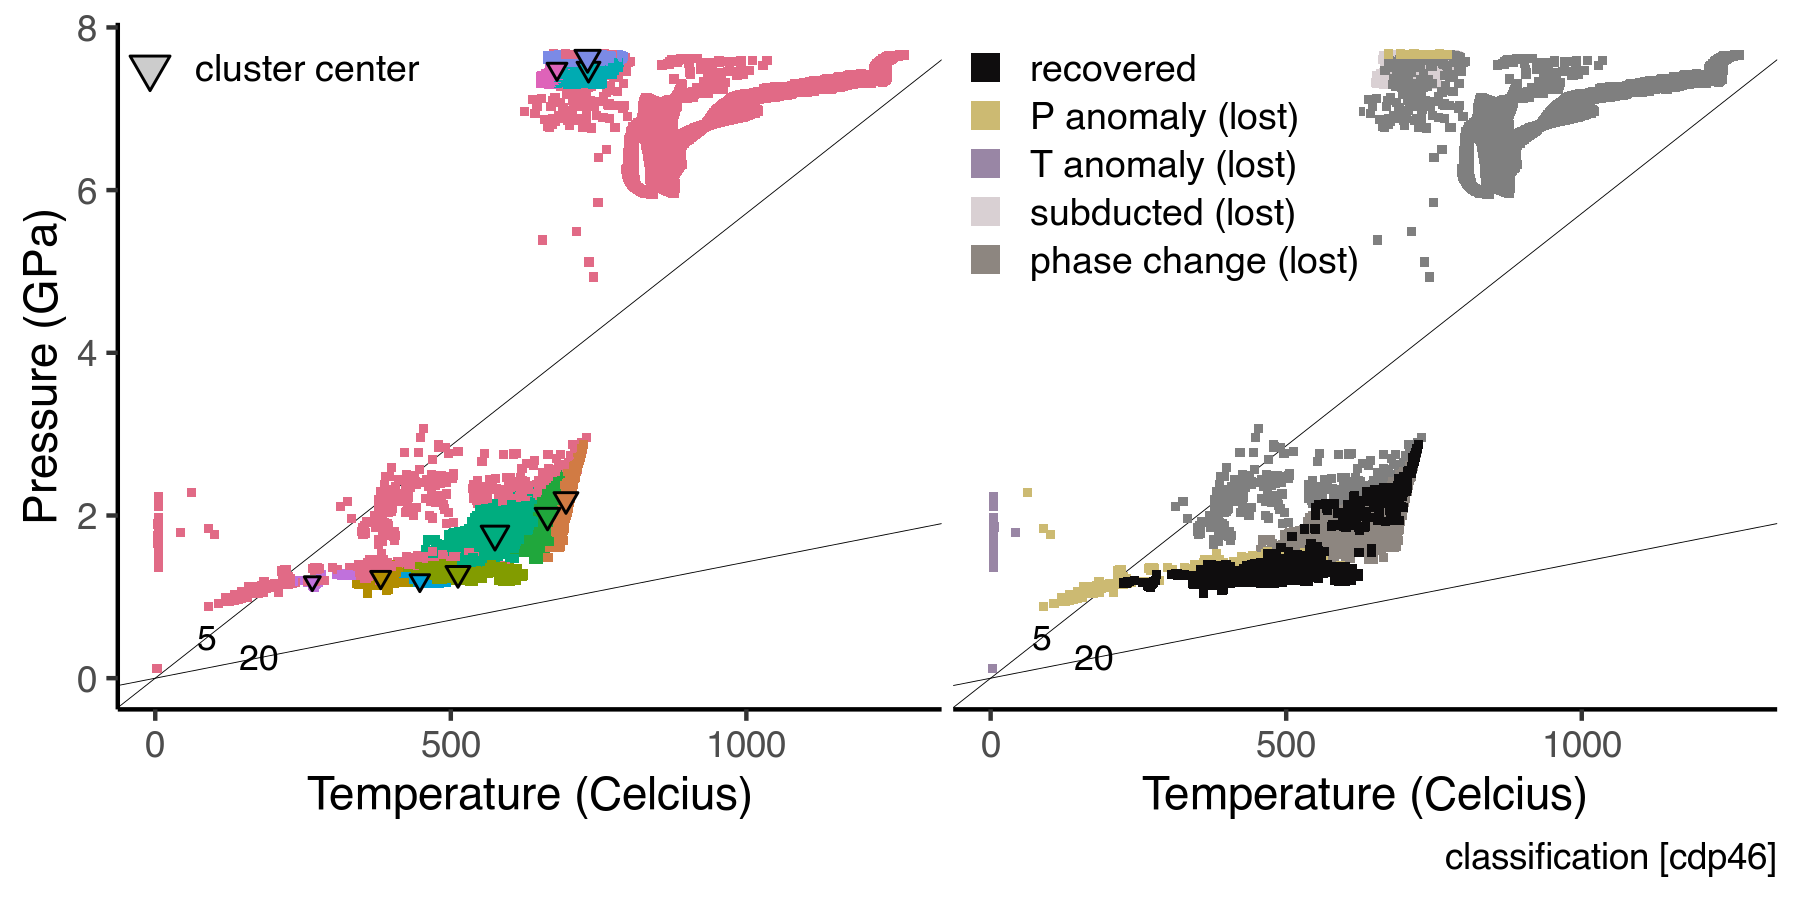 8
6
4
2
0
Pressure (GPa)
cluster center
5
20
0
500
1000
Temperature (Celcius)
recovered
P anomaly (lost)
T anomaly (lost)
subducted (lost)
phase change (lost)
5
20
0
500
1000
Temperature (Celcius)
classification [cdp46]